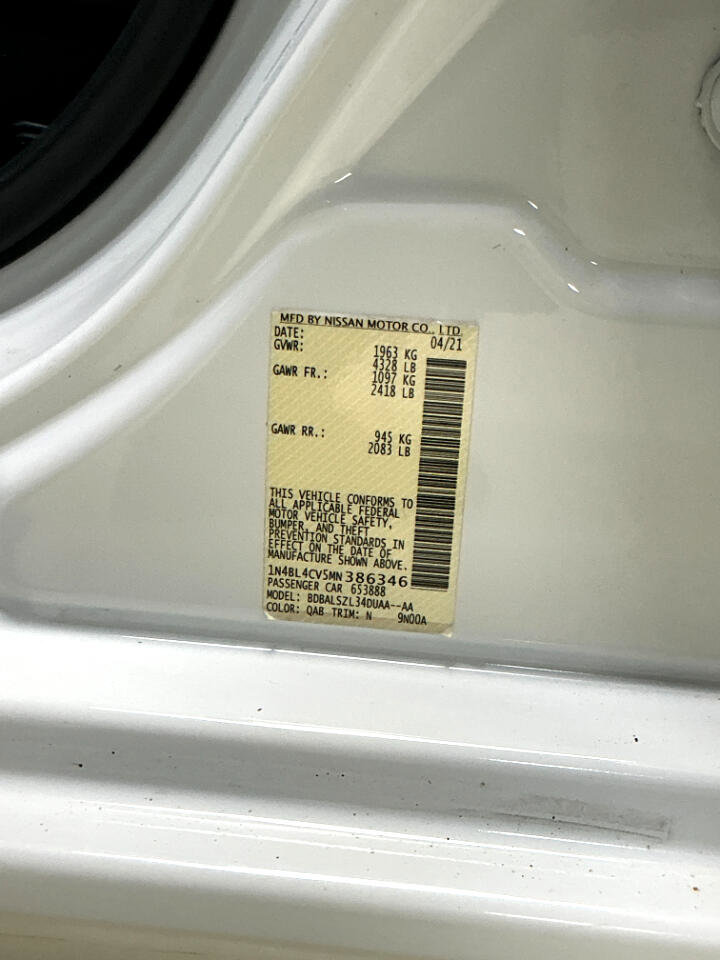 MFD BY NISSAN MOTOR CO., LTD
DATE: 04/21
GVWR: 1963 KG
4328 LB
GAWR FR.: 1097 KG
2418 LB
GAWR RR.: 945 KG
2083 LB
THIS VEHICLE CONFORMS TO
ALL APPLICABLE FEDERAL
MOTOR VEHICLE SAFETY,
BUMPER, AND THEFT
PREVENTION STANDARDS IN
EFFECT ON THE DATE OF
MANUFACTURE SHOWN ABOVE.
1N4BL4CV5MN386346
PASSENGER CAR 653888
MODEL: BDBALSZL34DUAA--AA
COLOR: QAB TRIM: N 9N00A